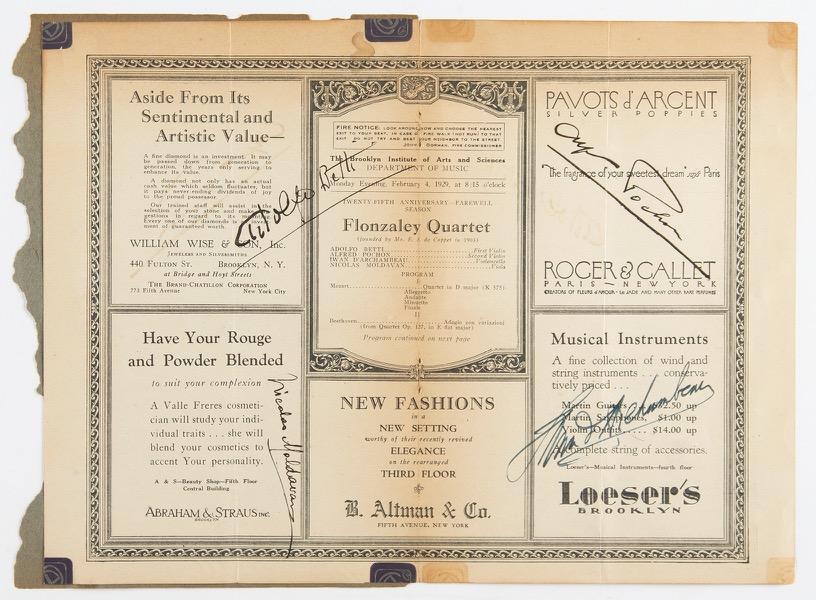 Aside From Its
Sentimental and
Artistic Value—
A fine diamond is an investment. It may
be passed down from generation to
generation, the years only serving to
enhance its value.
A diamond not only has an actual
cash value which seldom fluctuates, but
it pays never-ending dividends of joy
to the proud possessor.
Our trained staff will assist in the
selection of your stone and make
gestions in regard to its
Every one of our diamonds is
ment of guaranteed worth.
WILLIAM WISE & SON, Inc.
JEWELERS AND SILVERSMITHS
440 FULTON ST. BROOKLYN, N. Y.
at Bridge and Hoyt Streets
THE BRAND-CHATILLON CORPORATION
773 Fifth Avenue New York City
Have Your Rouge
and Powder Blended
to suit your complexion
A Valle Freres cosmeti-
cian will study your indi-
vidual traits . . . she will
blend your cosmetics to
accent Your personality.
A & S—Beauty Shop—Fifth Floor
Central Building
ABRAHAM & STRAUS INC.
BROOKLYN
Nicolas Moldavan
FIRE NOTICE: LOOK AROUND NOW AND CHOOSE THE NEAREST
EXIT TO YOUR SEAT. IN CASE OF FIRE WALK (NOT RUN) TO THAT
EXIT. DO NOT TRY AND BEAT YOUR NEIGHBOR TO THE STREET.
JOHN J. DORMAN, FIRE COMMISSIONER
The Brooklyn Institute of Arts and Sciences
DEPARTMENT OF MUSIC
Monday Evening, February 4, 1929, at 8:15 o'clock
Adolfo Betti
TWENTY-FIFTH ANNIVERSARY—FAREWELL
SEASON
Flonzaley Quartet
(founded by Mr. E. J. de Coppet in 1903)
ADOLFO BETTI First Violin
ALFRED POCHON Second Violin
IWAN D'ARCHAMBEAU Violoncello
NICOLAS MOLDAVAN Viola
PROGRAM
I
Mozart Quartet in D major (K 575)
Allegretto
Andante
Minuetto
Finale
II
Beethoven Adagio con variazioni
(from Quartet Op. 127, in E-flat major)
Program continued on next page
NEW FASHIONS
in a
NEW SETTING
worthy of their recently revived
ELEGANCE
on the rearranged
THIRD FLOOR
B. Altman & Co.
FIFTH AVENUE, NEW YORK
PAVOTS d'ARGENT
SILVER POPPIES
The fragrance of your sweetest dream says Paris
Pochon
ROGER & GALLET
PARIS — NEW YORK
CREATORS OF FLEURS D'AMOUR - LE JADE AND MANY OTHER RARE PERFUMES
Musical Instruments
A fine collection of wind and
string instruments . . . conserva-
tively priced . . .
Martin Guitars $2.50 up
Martin Saxophones, $1.00 up
Violin Outfits $14.00 up
A complete string of accessories.
Iwan d'Archambeau
Loeser's—Musical Instruments—fourth floor
Loeser's
BROOKLYN